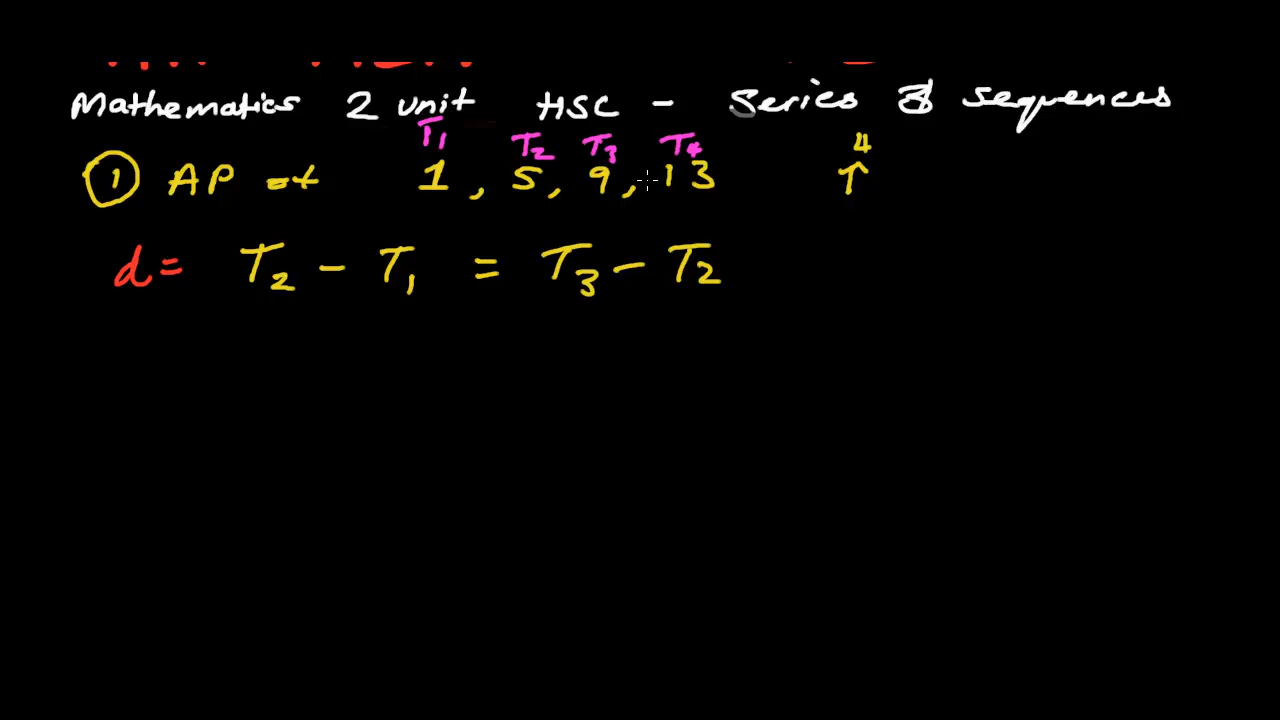 Mathematics 2 unit HSC - Series & sequences
T1 T2 T3 T4 4
① AP at 1, 5, 9, 13 ↑
d = T2 - T1 = T3 - T2